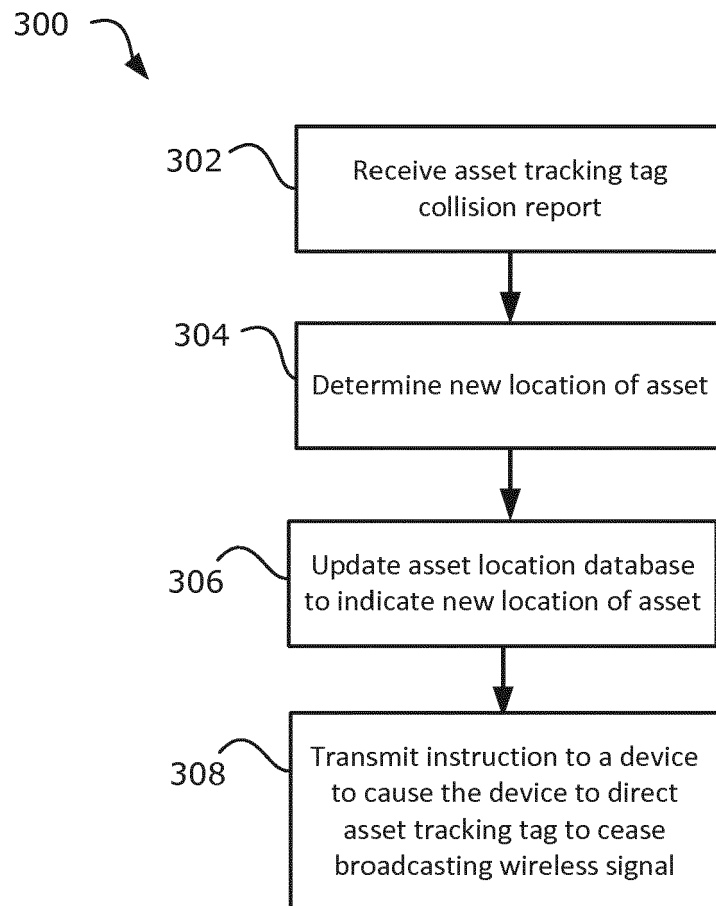 300
302
Receive asset tracking tag
collision report
304
Determine new location of asset
306
Update asset location database
to indicate new location of asset
308
Transmit instruction to a device
to cause the device to direct
asset tracking tag to cease
broadcasting wireless signal